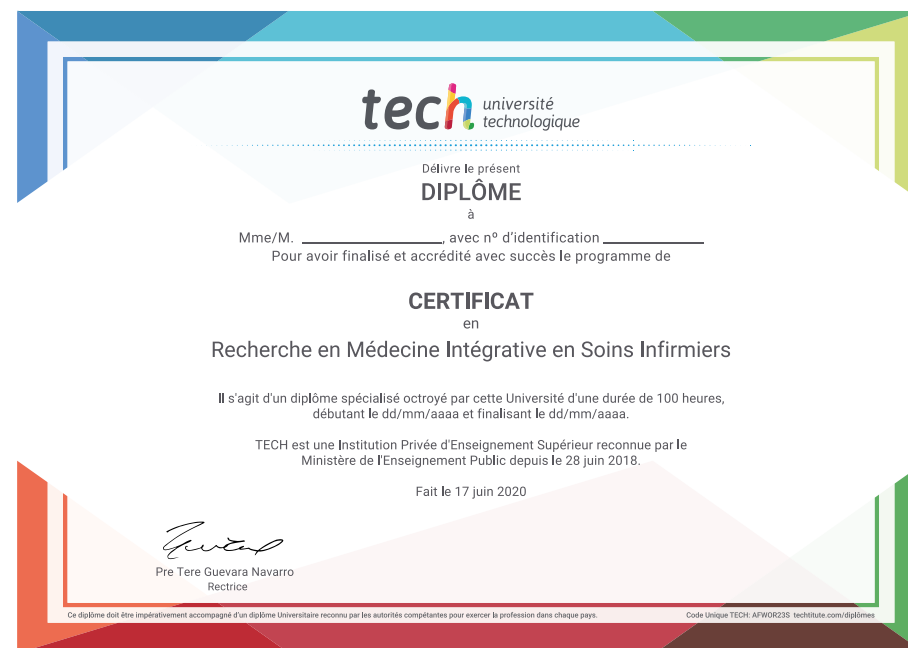 tech université
technologique
Délivre le présent
DIPLÔME
à
Mme/M. ____________________, avec nº d'identification ______________
Pour avoir finalisé et accrédité avec succès le programme de
CERTIFICAT
en
Recherche en Médecine Intégrative en Soins Infirmiers
Il s'agit d'un diplôme spécialisé octroyé par cette Université d'une durée de 100 heures,
débutant le dd/mm/aaaa et finalisant le dd/mm/aaaa.
TECH est une Institution Privée d'Enseignement Supérieur reconnue par le
Ministère de l'Enseignement Public depuis le 28 juin 2018.
Fait le 17 juin 2020
Pre Tere Guevara Navarro
Rectrice
Ce diplôme doit être impérativement accompagné d'un diplôme Universitaire reconnu par les autorités compétentes pour exercer la profession dans chaque pays.
Code Unique TECH: AFWOR23S techtitute.com/diplômes